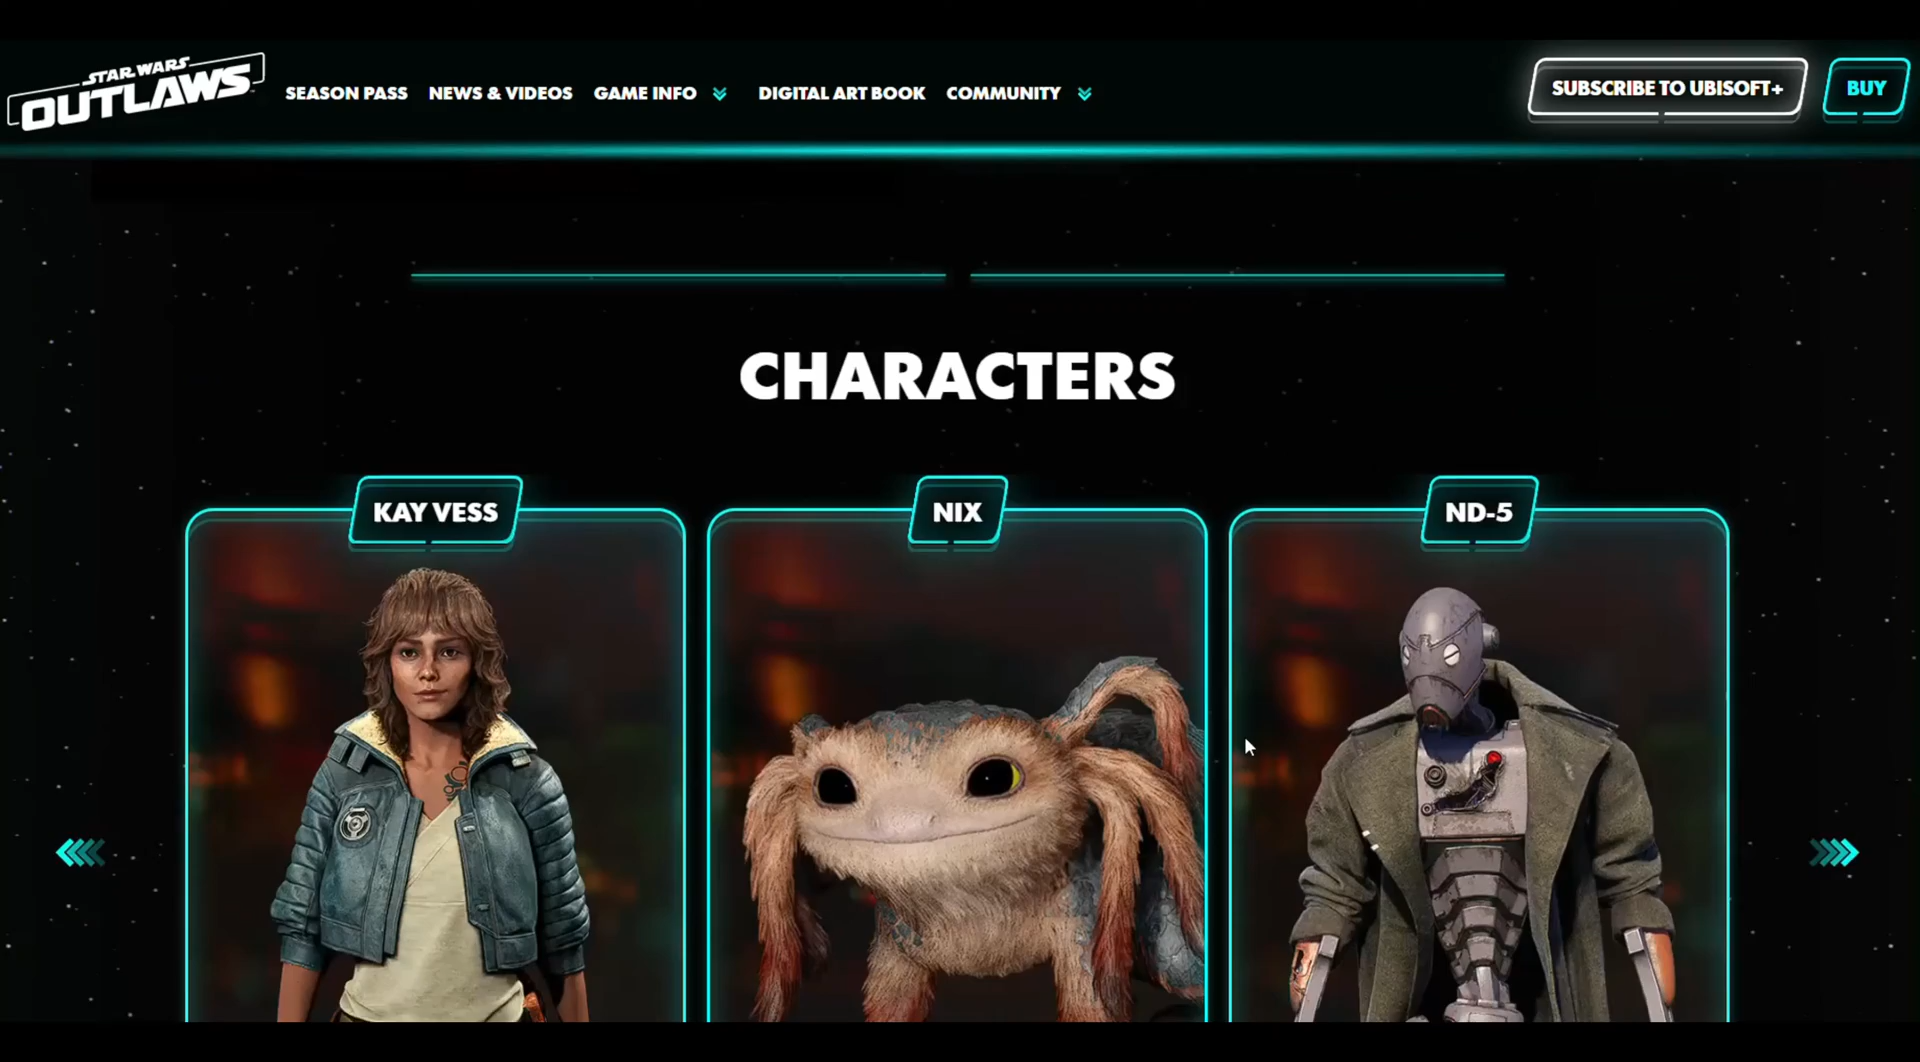 STAR WARS
OUTLAWS
SEASON PASS
NEWS & VIDEOS
GAME INFO
DIGITAL ART BOOK
COMMUNITY
SUBSCRIBE TO UBISOFT+
BUY
CHARACTERS
KAY VESS
NIX
ND-5